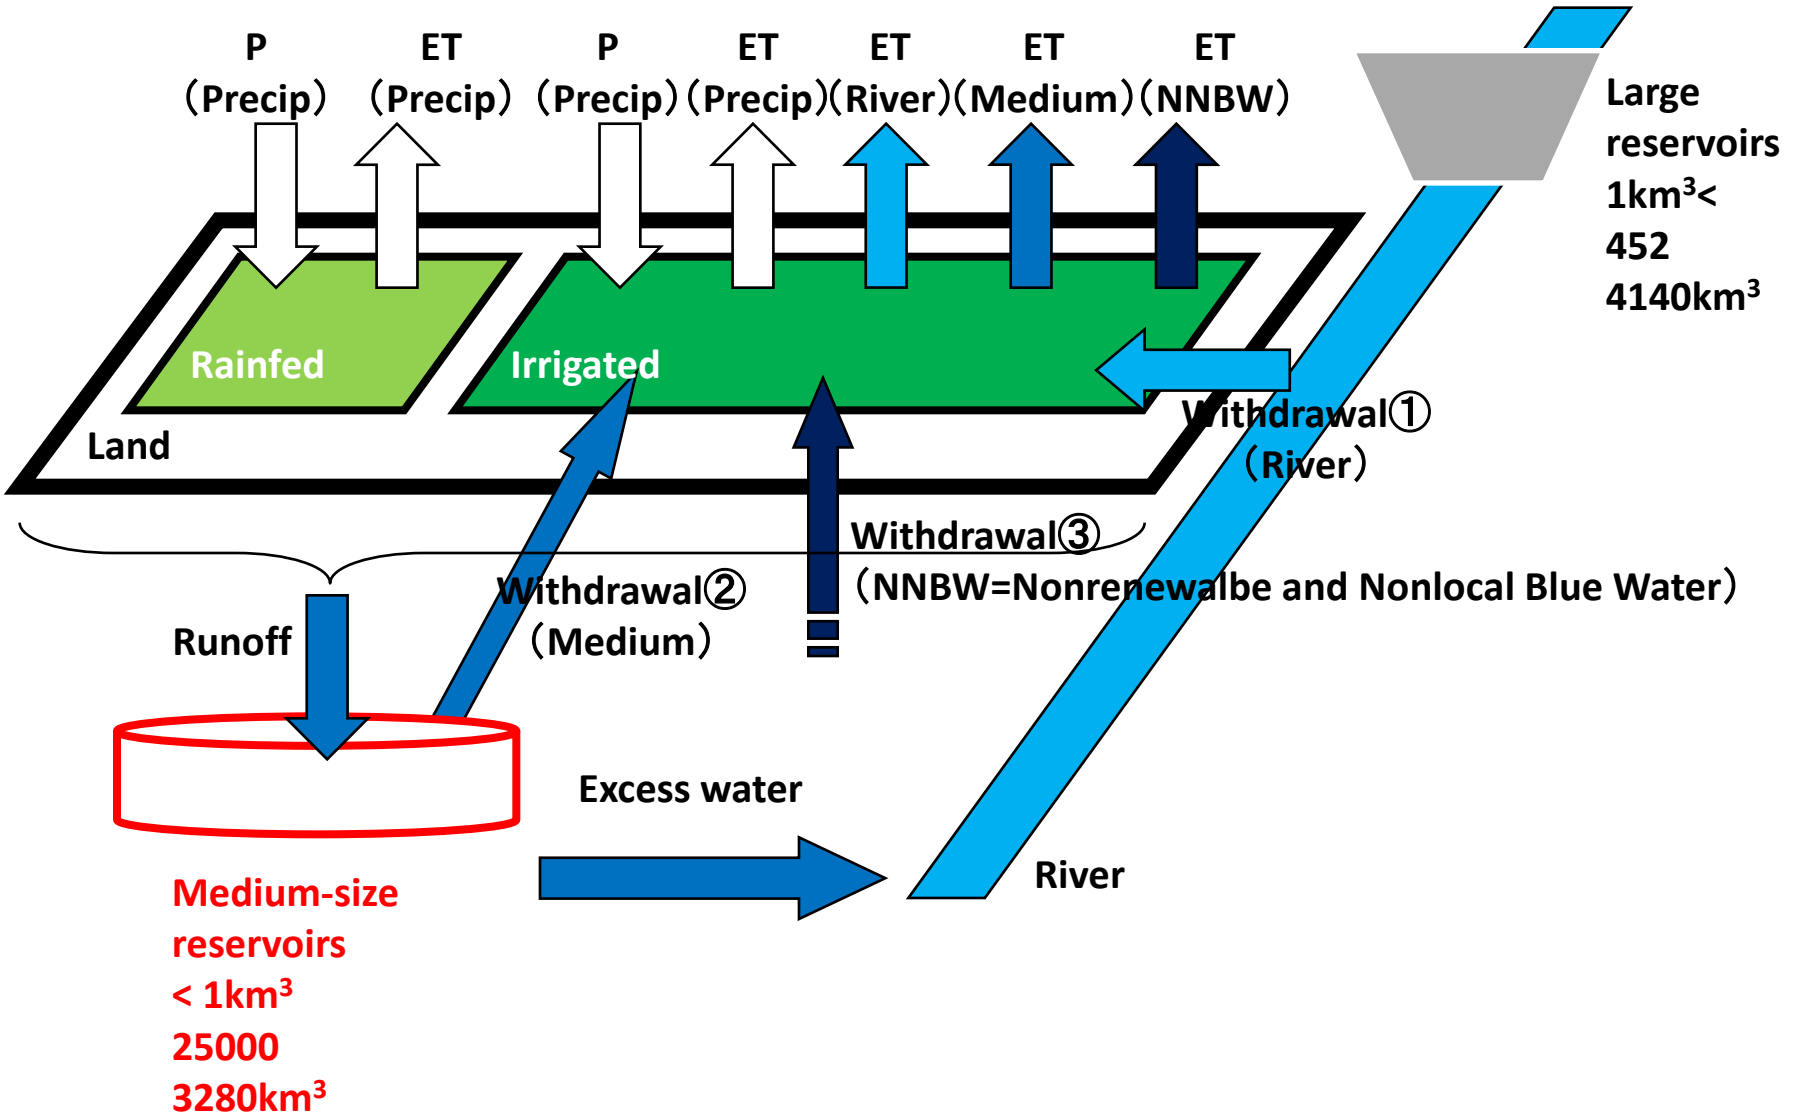 P
（Precip）
ET
（Precip）
P
（Precip）
ET
（Precip）
ET
（River）
ET
（Medium）
ET
（NNBW）
Large
reservoirs
1km³<
452
4140km³
Rainfed
Irrigated
Land
Withdrawal①
（River）
Withdrawal③
（NNBW=Nonrenewalbe and Nonlocal Blue Water）
Withdrawal②
（Medium）
Runoff
Excess water
River
Medium-size
reservoirs
< 1km³
25000
3280km³